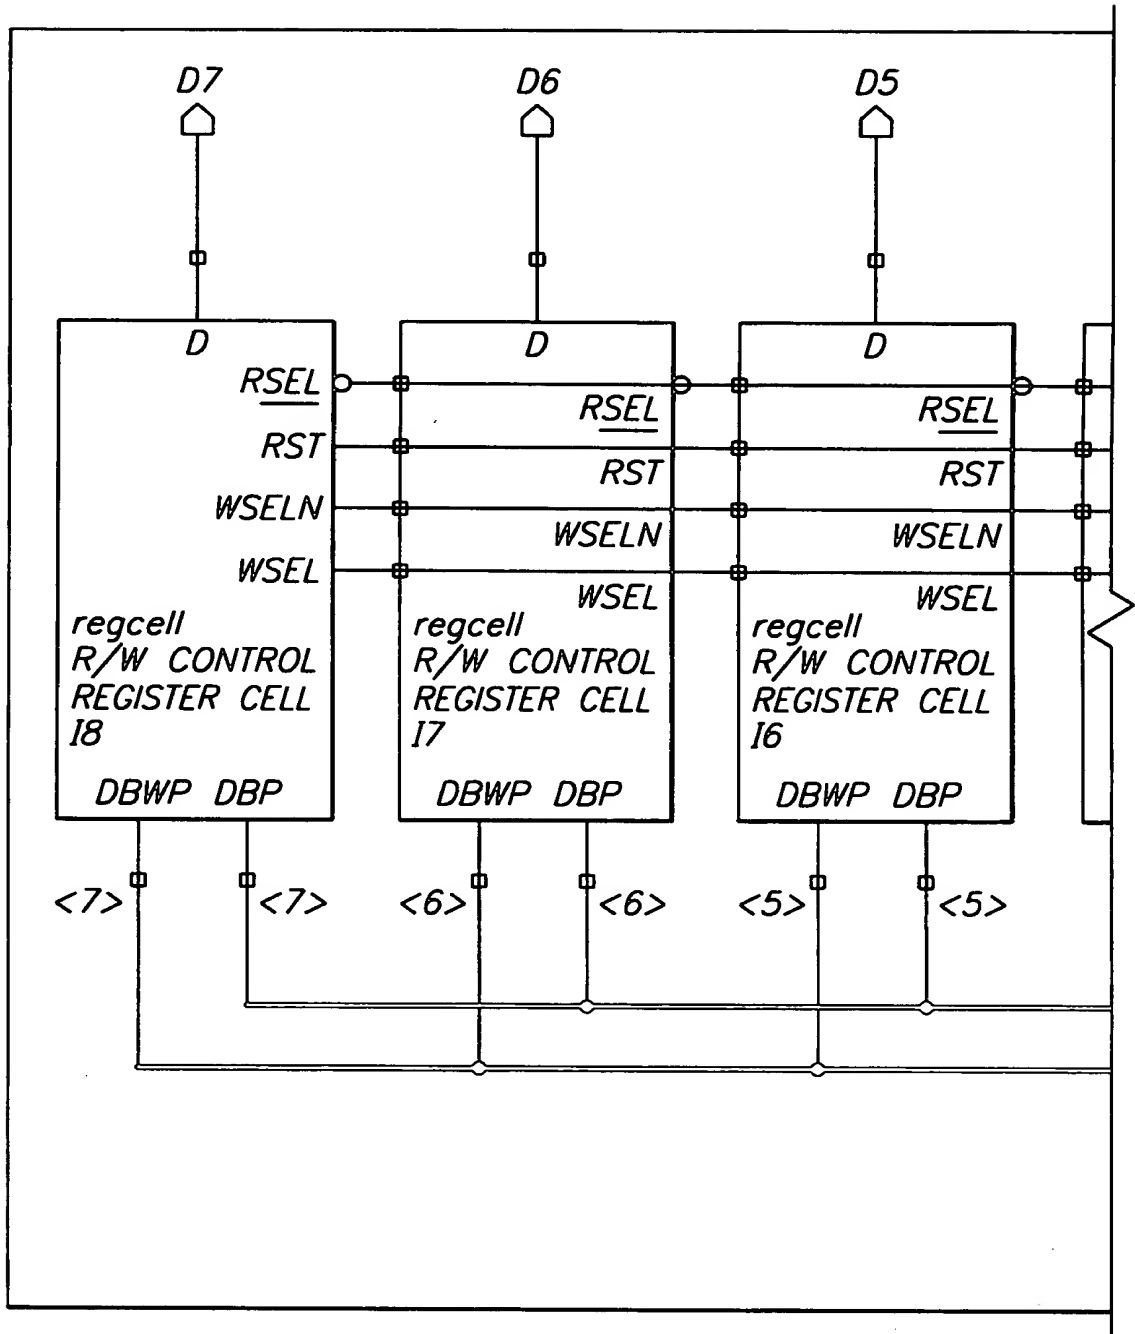 D7 D6 D5
D D D
RSEL
RSEL RSEL
RST
RST RST
WSELN
WSELN WSELN
WSEL
WSEL WSEL
regcell regcell regcell
R/W CONTROL R/W CONTROL R/W CONTROL
REGISTER CELL REGISTER CELL REGISTER CELL
I8 I7 I6
DBWP DBP DBWP DBP DBWP DBP
<7> <7> <6> <6> <5> <5>